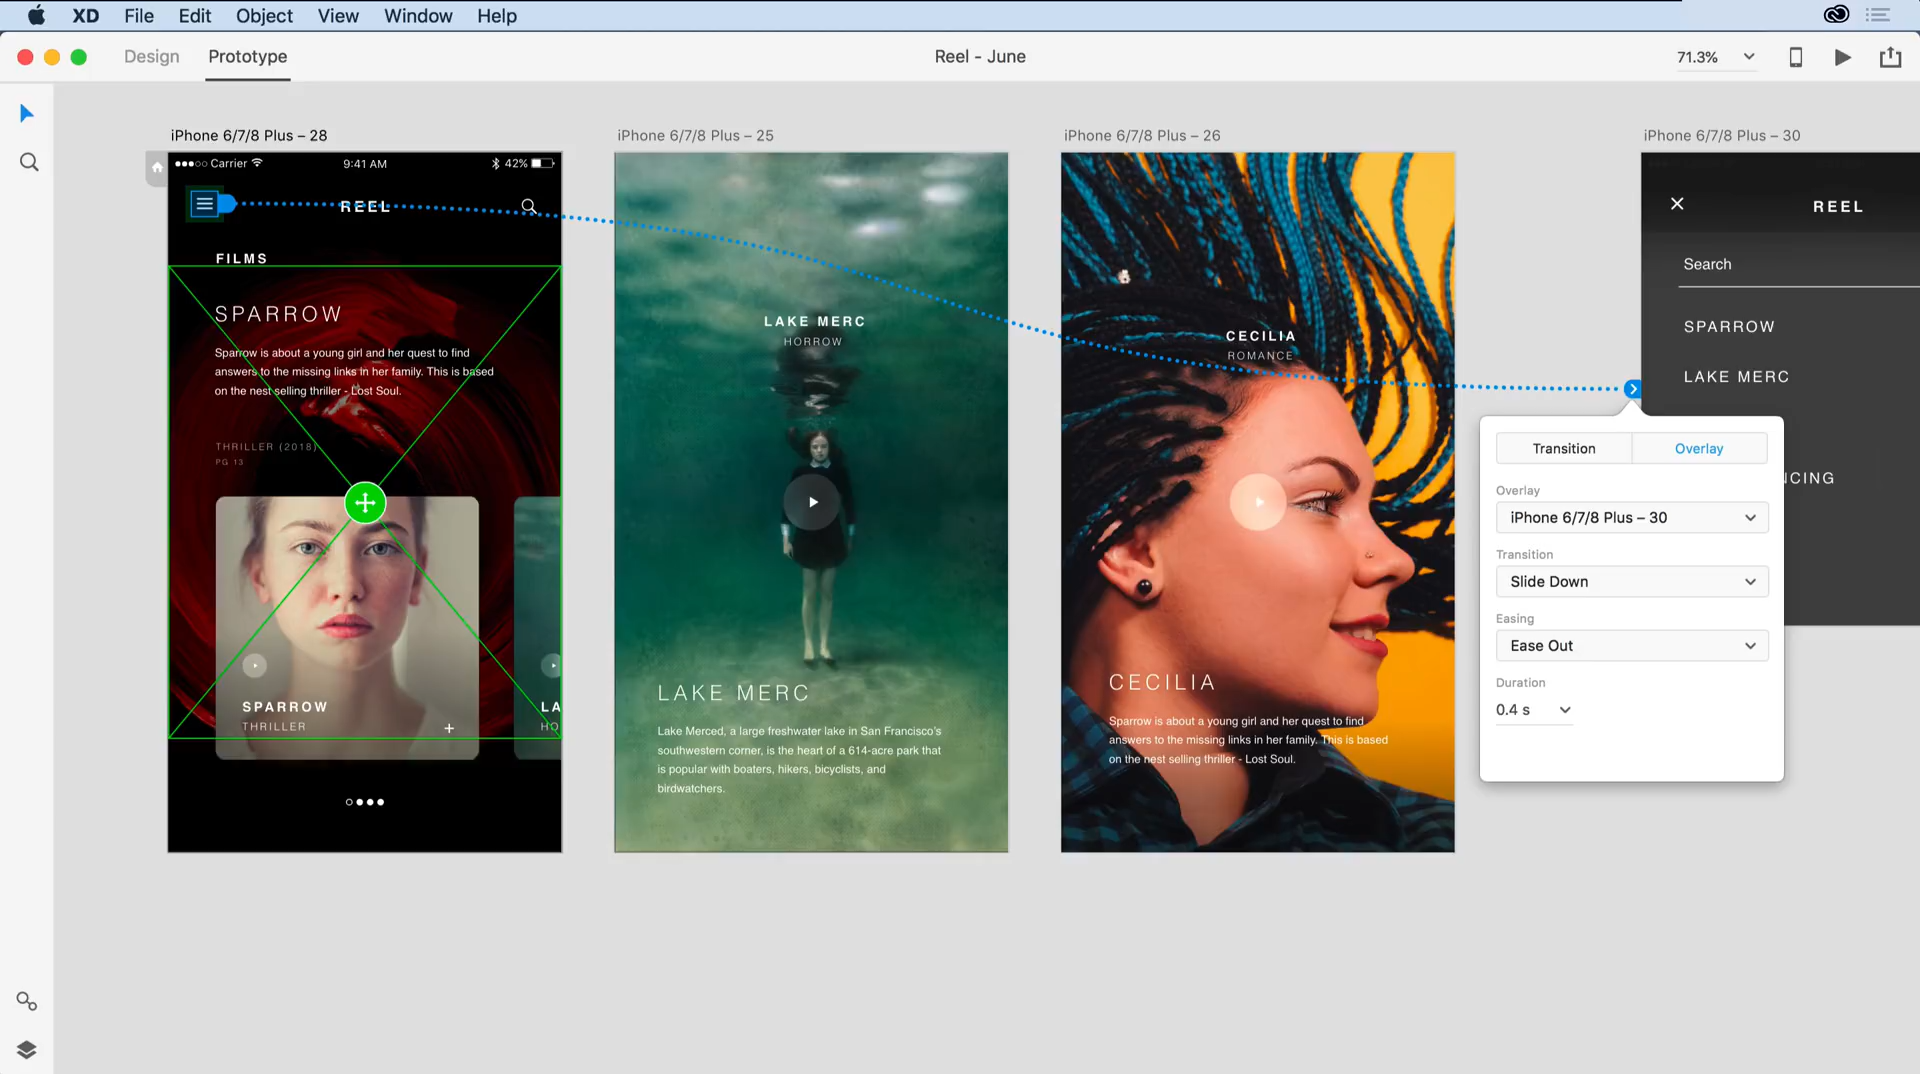 XD File Edit Object View Window Help
Design Prototype
Reel - June
71.3%
iPhone 6/7/8 Plus – 28
Carrier
9:41 AM
42%
REEL
FILMS
SPARROW
Sparrow is about a young girl and her quest to find
answers to the missing links in her family. This is based
on the nest selling thriller - Lost Soul.
THRILLER (2018)
PG 13
SPARROW
THRILLER
LA
HO
iPhone 6/7/8 Plus – 25
LAKE MERC
HORROW
LAKE MERC
Lake Merced, a large freshwater lake in San Francisco's
southwestern corner, is the heart of a 614-acre park that
is popular with boaters, hikers, bicyclists, and
birdwatchers.
iPhone 6/7/8 Plus – 26
CECILIA
ROMANCE
CECILIA
Sparrow is about a young girl and her quest to find
answers to the missing links in her family. This is based
on the nest selling thriller - Lost Soul.
iPhone 6/7/8 Plus – 30
REEL
Search
SPARROW
LAKE MERC
NCING
Transition Overlay
Overlay
iPhone 6/7/8 Plus – 30
Transition
Slide Down
Easing
Ease Out
Duration
0.4 s